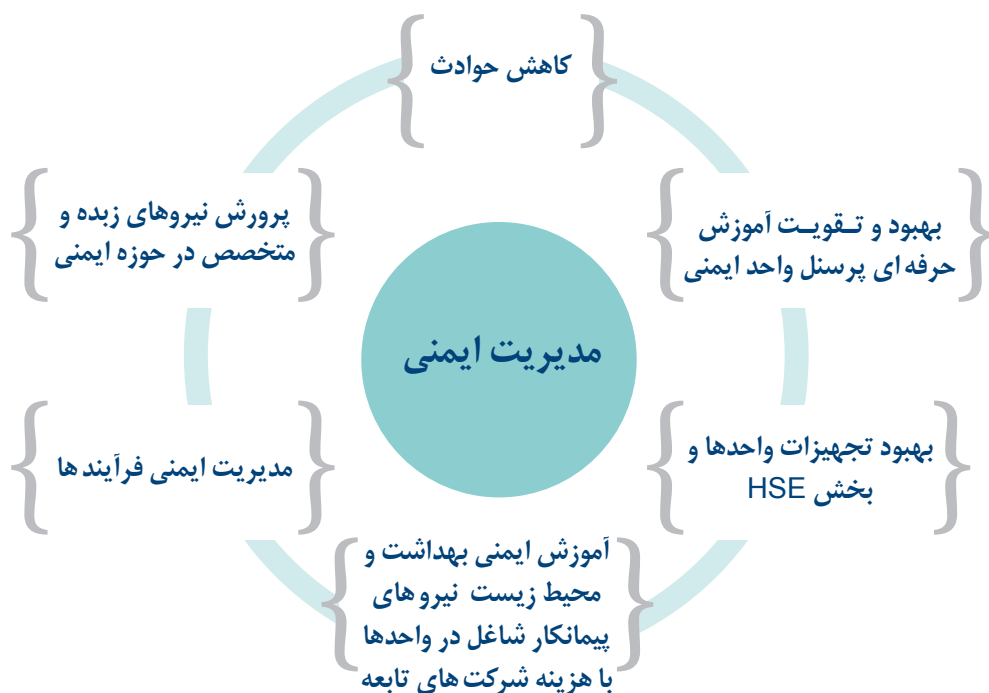 کاهش حوادث
بهبود و تـقویـت آموزش
حرفه ای پرسنل واحد ایمنی
بهبود تجهیزات واحدها و
بخش HSE
آموزش ایمنی بهداشت و
محیط زیست نیروهای
پیمانکار شاغل در واحدها
با هزینه شرکت های تابعه
مدیریت ایمنی فرآیندها
پرورش نیروهای زبده و
متخصص در حوزه ایمنی
مدیریت ایمنی